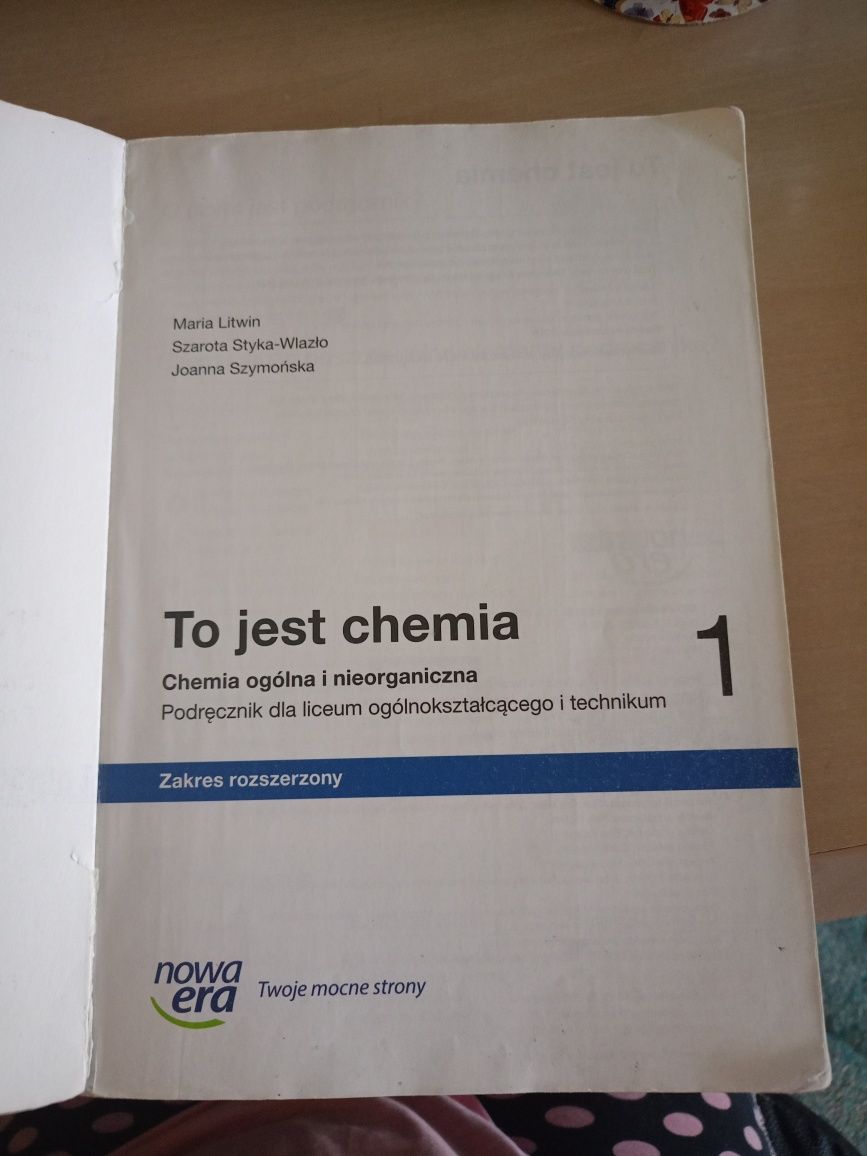 Maria Litwin
Szarota Styka-Wlazło
Joanna Szymońska
To jest chemia 1
Chemia ogólna i nieorganiczna
Podręcznik dla liceum ogólnokształcącego i technikum
Zakres rozszerzony
nowa
era
Twoje mocne strony